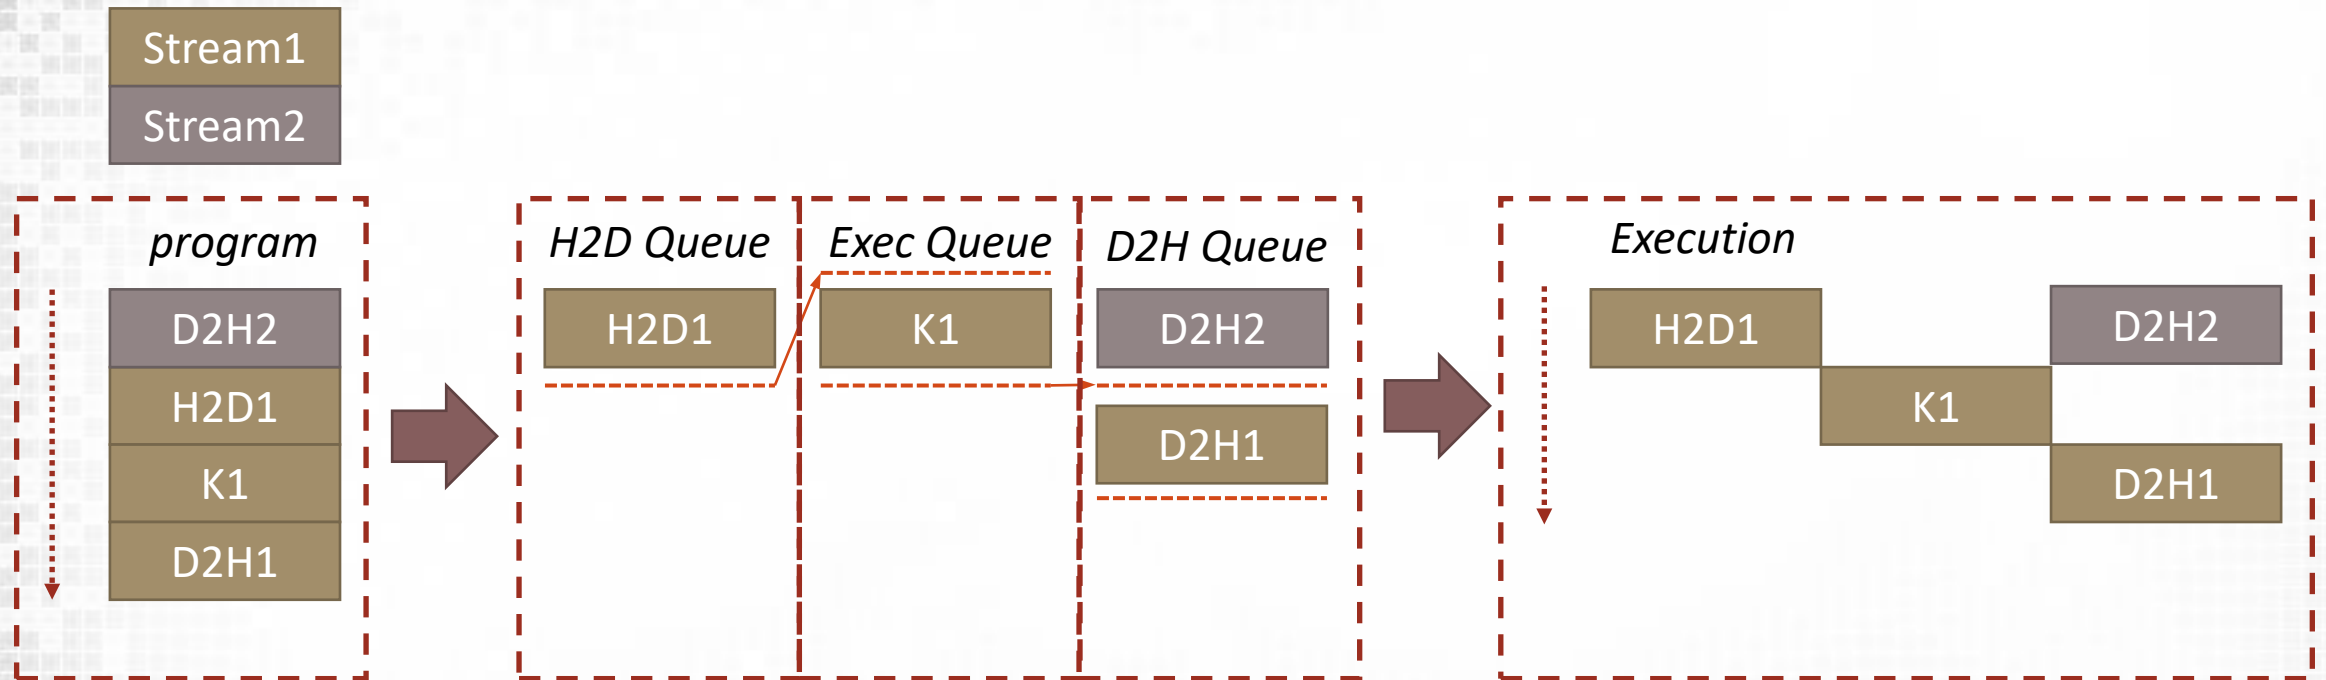 Stream1
Stream2
program
D2H2
H2D1
K1
D2H1
H2D Queue
H2D1
Exec Queue
K1
D2H Queue
D2H2
D2H1
Execution
H2D1
D2H2
K1
D2H1